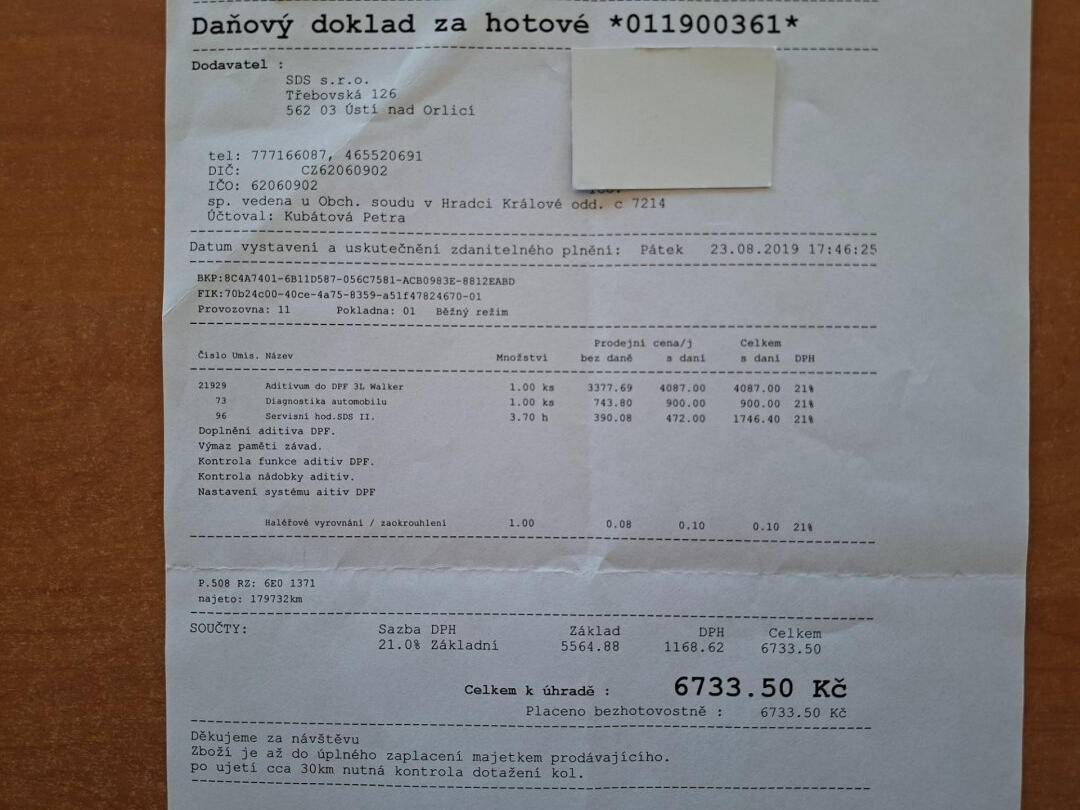 Daňový doklad za hotové *011900361*
Dodavatel :
SDS s.r.o.
Třebovská 126
562 03 Ústí nad Orlicí
tel: 777166087, 465520691
DIČ: CZ62060902
IČO: 62060902
sp. vedena u Obch. soudu v Hradci Králové odd. c 7214
Účtoval: Kubátová Petra
Datum vystavení a uskutečnění zdanitelného plnění: Pátek 23.08.2019 17:46:25
BKP:8C4A7401-6B11D587-056C7581-ACB0983E-8812EABD
FIK:70b24c00-40ce-4a75-8359-a51f47824670-01
Provozovna: 11 Pokladna: 01 Běžný režim
Prodejní cena/j Celkem
Číslo Umis. Název Množství bez daně s daní s daní DPH
21929 Aditivum do DPF 3L Walker 1.00 ks 3377.69 4087.00 4087.00 21%
73 Diagnostika automobilu 1.00 ks 743.80 900.00 900.00 21%
96 Servisní hod.SDS II. 3.70 h 390.08 472.00 1746.40 21%
Doplnění aditiva DPF.
Výmaz paměti závad.
Kontrola funkce aditiv DPF.
Kontrola nádobky aditiv.
Nastavení systému aitiv DPF
Haléřové vyrovnání / zaokrouhlení 1.00 0.08 0.10 0.10 21%
P.508 RZ: 6E0 1371
najeto: 179732km
SOUČTY: Sazba DPH Základ DPH Celkem
21.0% Základní 5564.88 1168.62 6733.50
Celkem k úhradě : 6733.50 Kč
Placeno bezhotovostně : 6733.50 Kč
Děkujeme za návštěvu
Zboží je až do úplného zaplacení majetkem prodávajícího.
po ujetí cca 30km nutná kontrola dotažení kol.